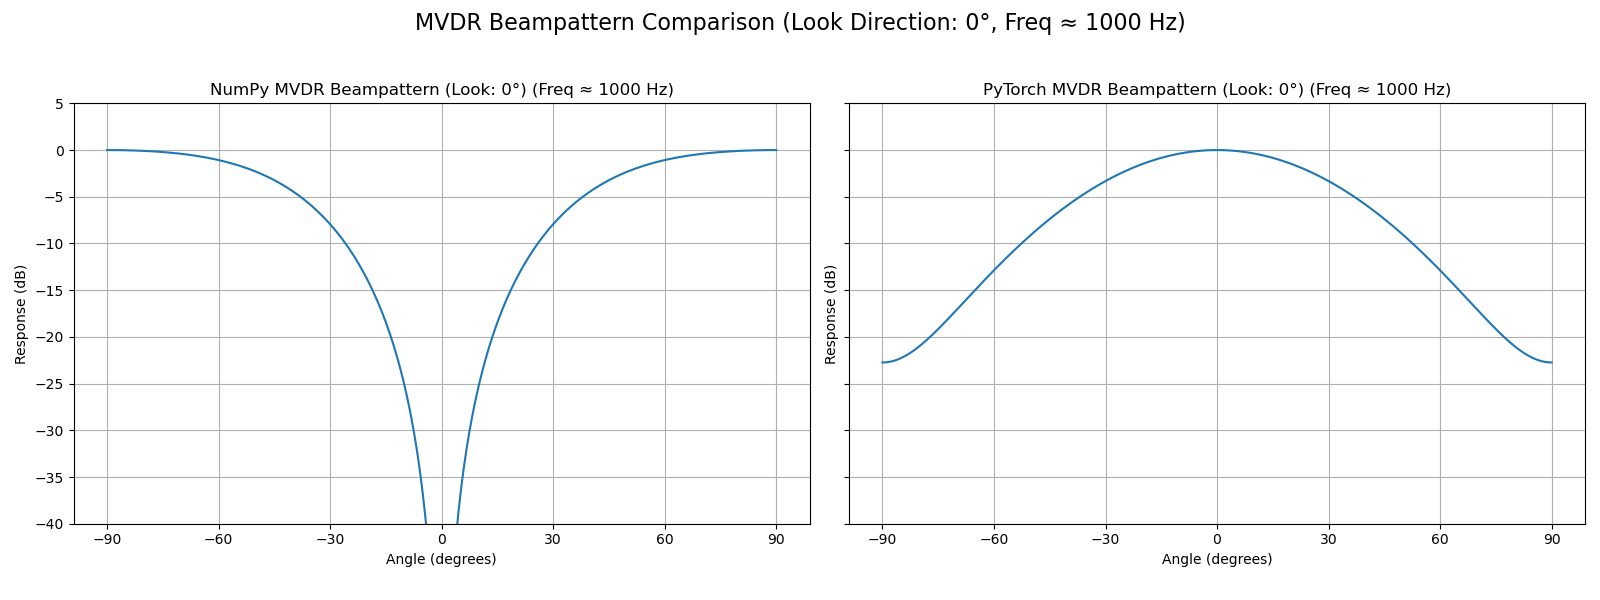 MVDR Beampattern Comparison (Look Direction: 0°, Freq ≈ 1000 Hz)
NumPy MVDR Beampattern (Look: 0°) (Freq ≈ 1000 Hz)
5
0
−5
−10
−15
−20
−25
−30
−35
−40
Response (dB)
−90 −60 −30 0 30 60 90
Angle (degrees)
PyTorch MVDR Beampattern (Look: 0°) (Freq ≈ 1000 Hz)
Response (dB)
−90 −60 −30 0 30 60 90
Angle (degrees)